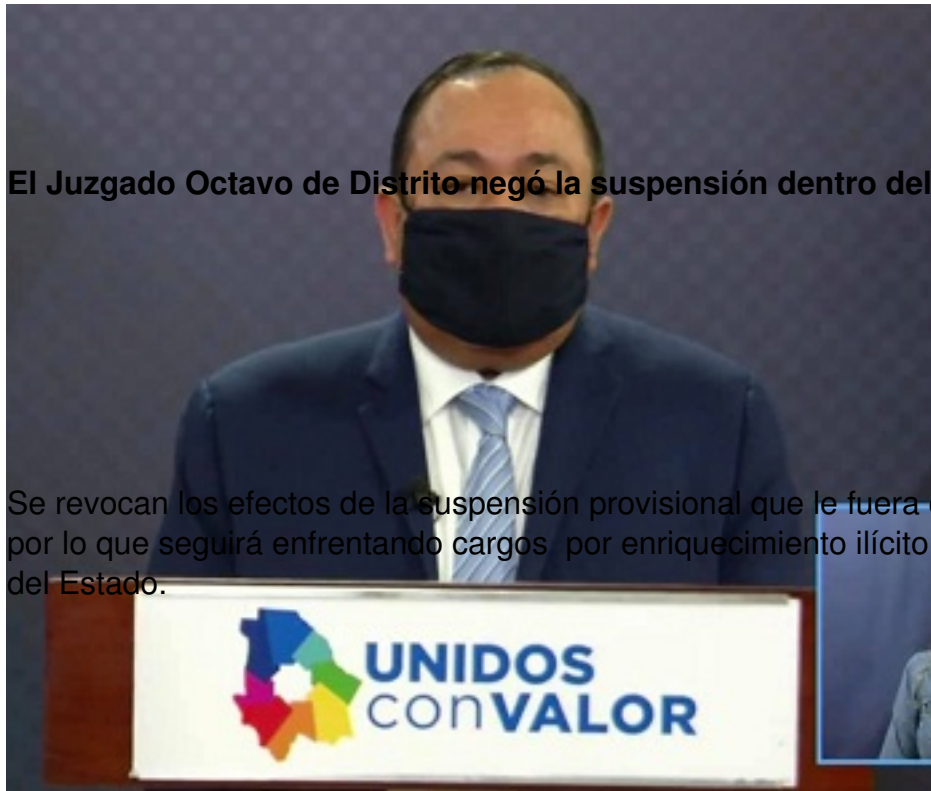 El Juzgado Octavo de Distrito negó la suspensión dentro del
Se revocan los efectos de la suspensión provisional que le fuera
por lo que seguirá enfrentando cargos por enriquecimiento ilícito
del Estado.
UNIDOS
conVALOR